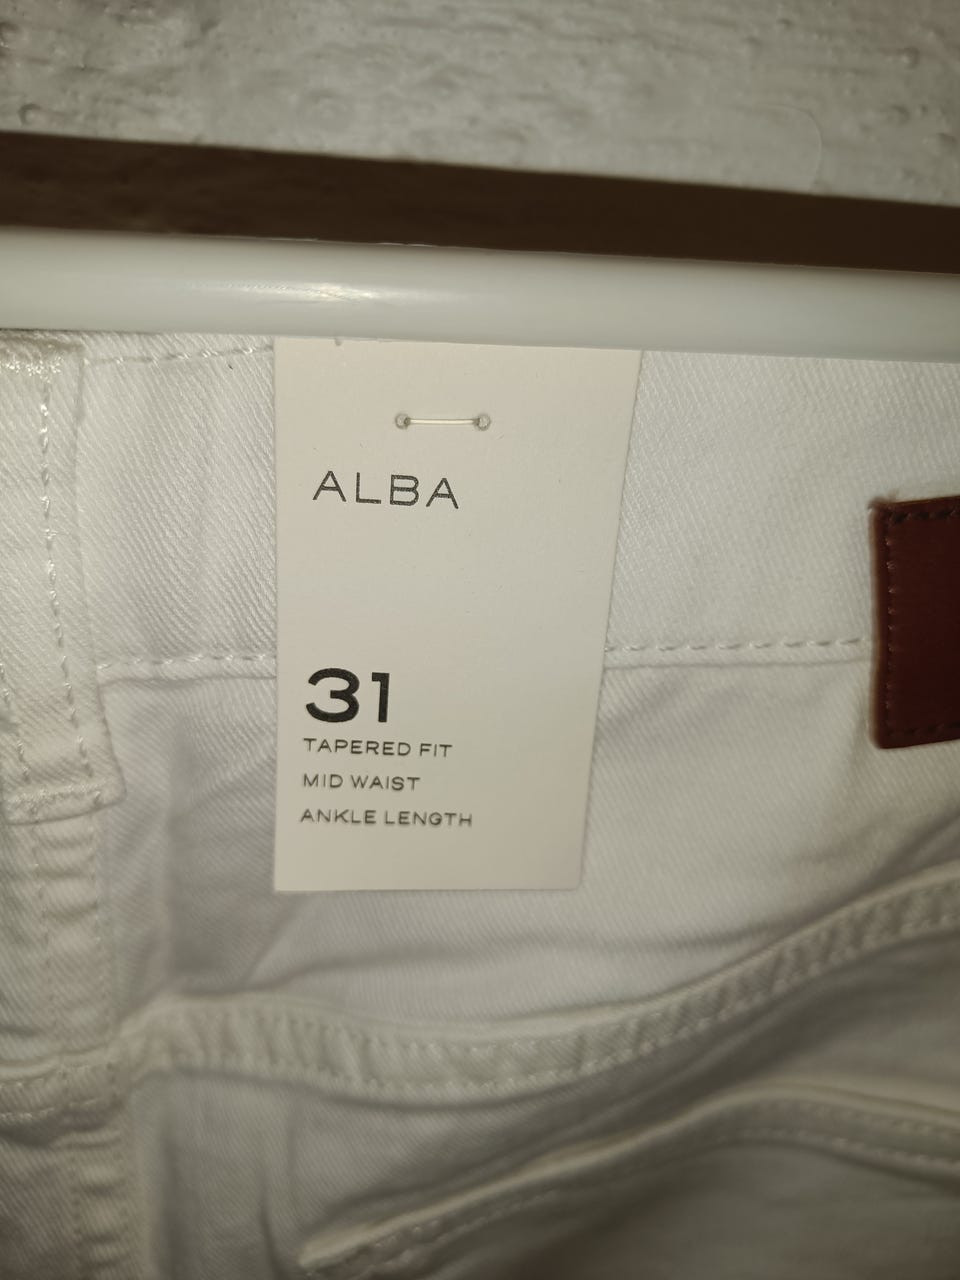 ALBA
31
TAPERED FIT
MID WAIST
ANKLE LENGTH